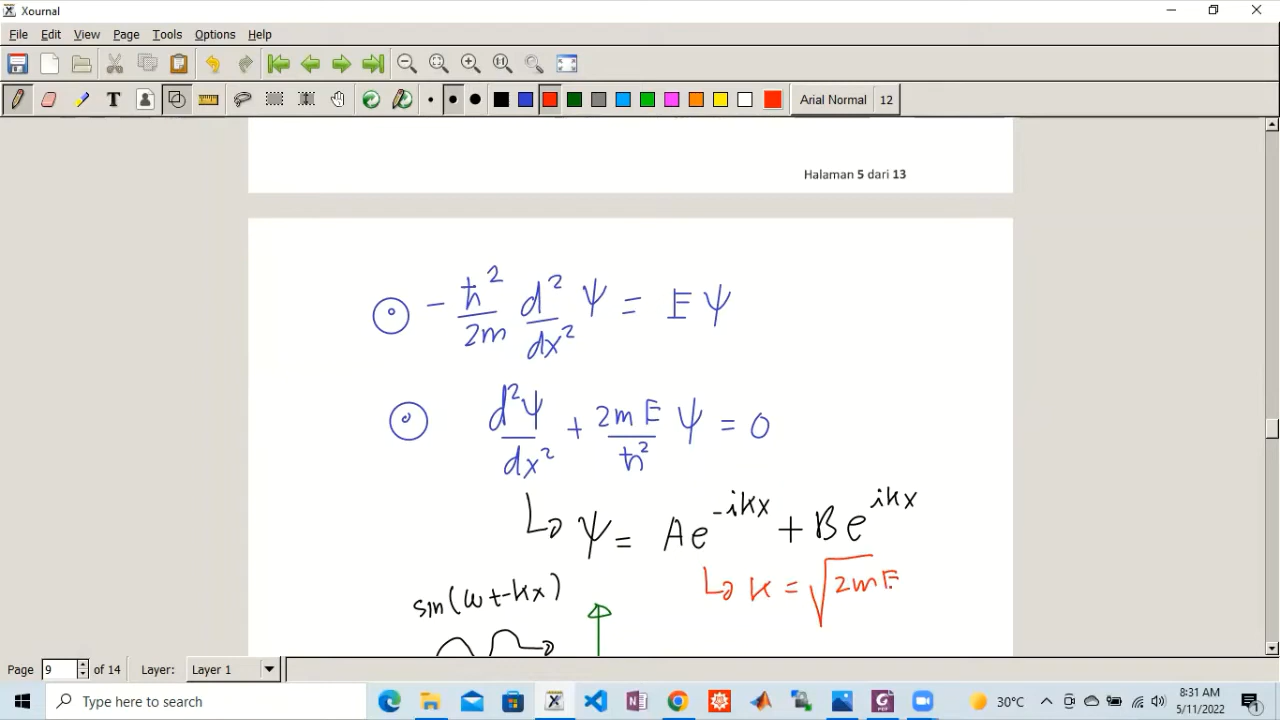 Xournal
File Edit View Page Tools Options Help
Arial Normal 12
Halaman 5 dari 13
- ħ²/2m d²/dx² Ψ = E Ψ
d²Ψ/dx² + 2mE/ħ² Ψ = 0
↳ Ψ = Ae^-ikx + Be^ikx
↳ k = √2mE
sin(ωt-kx)
Page 9 of 14 Layer: Layer 1
Type here to search
30°C
8:31 AM
5/11/2022